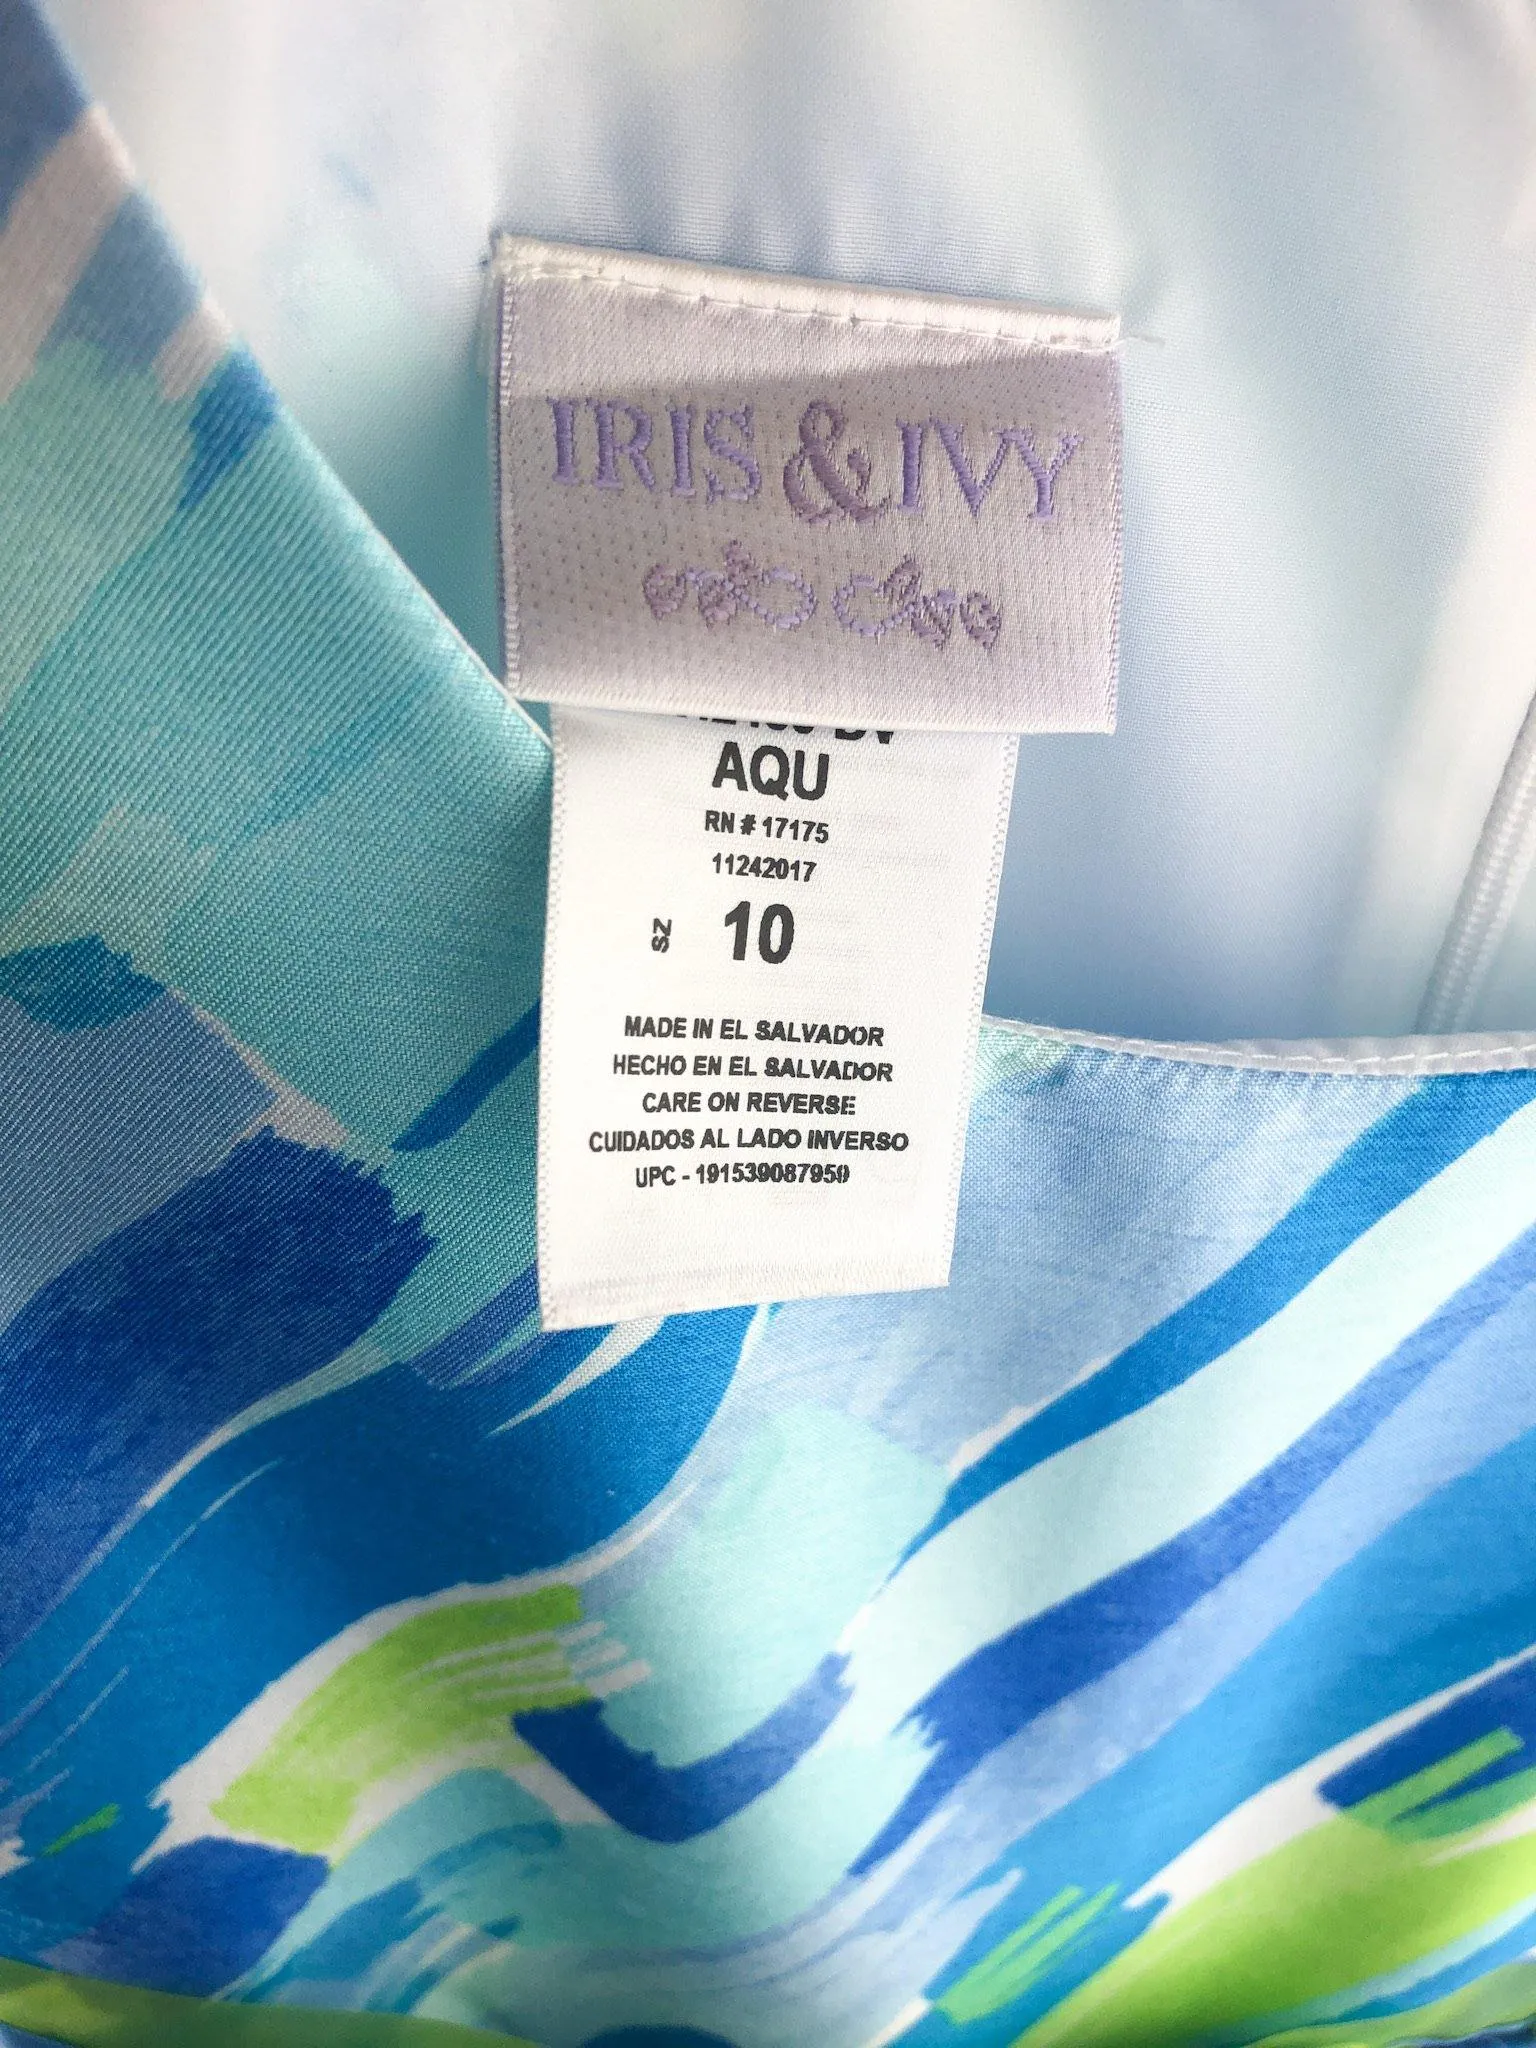 IRIS & IVY
AQU
RN # 17175
11242017
SZ 10
MADE IN EL SALVADOR
HECHO EN EL SALVADOR
CARE ON REVERSE
CUIDADOS AL LADO INVERSO
UPC - 191539087950